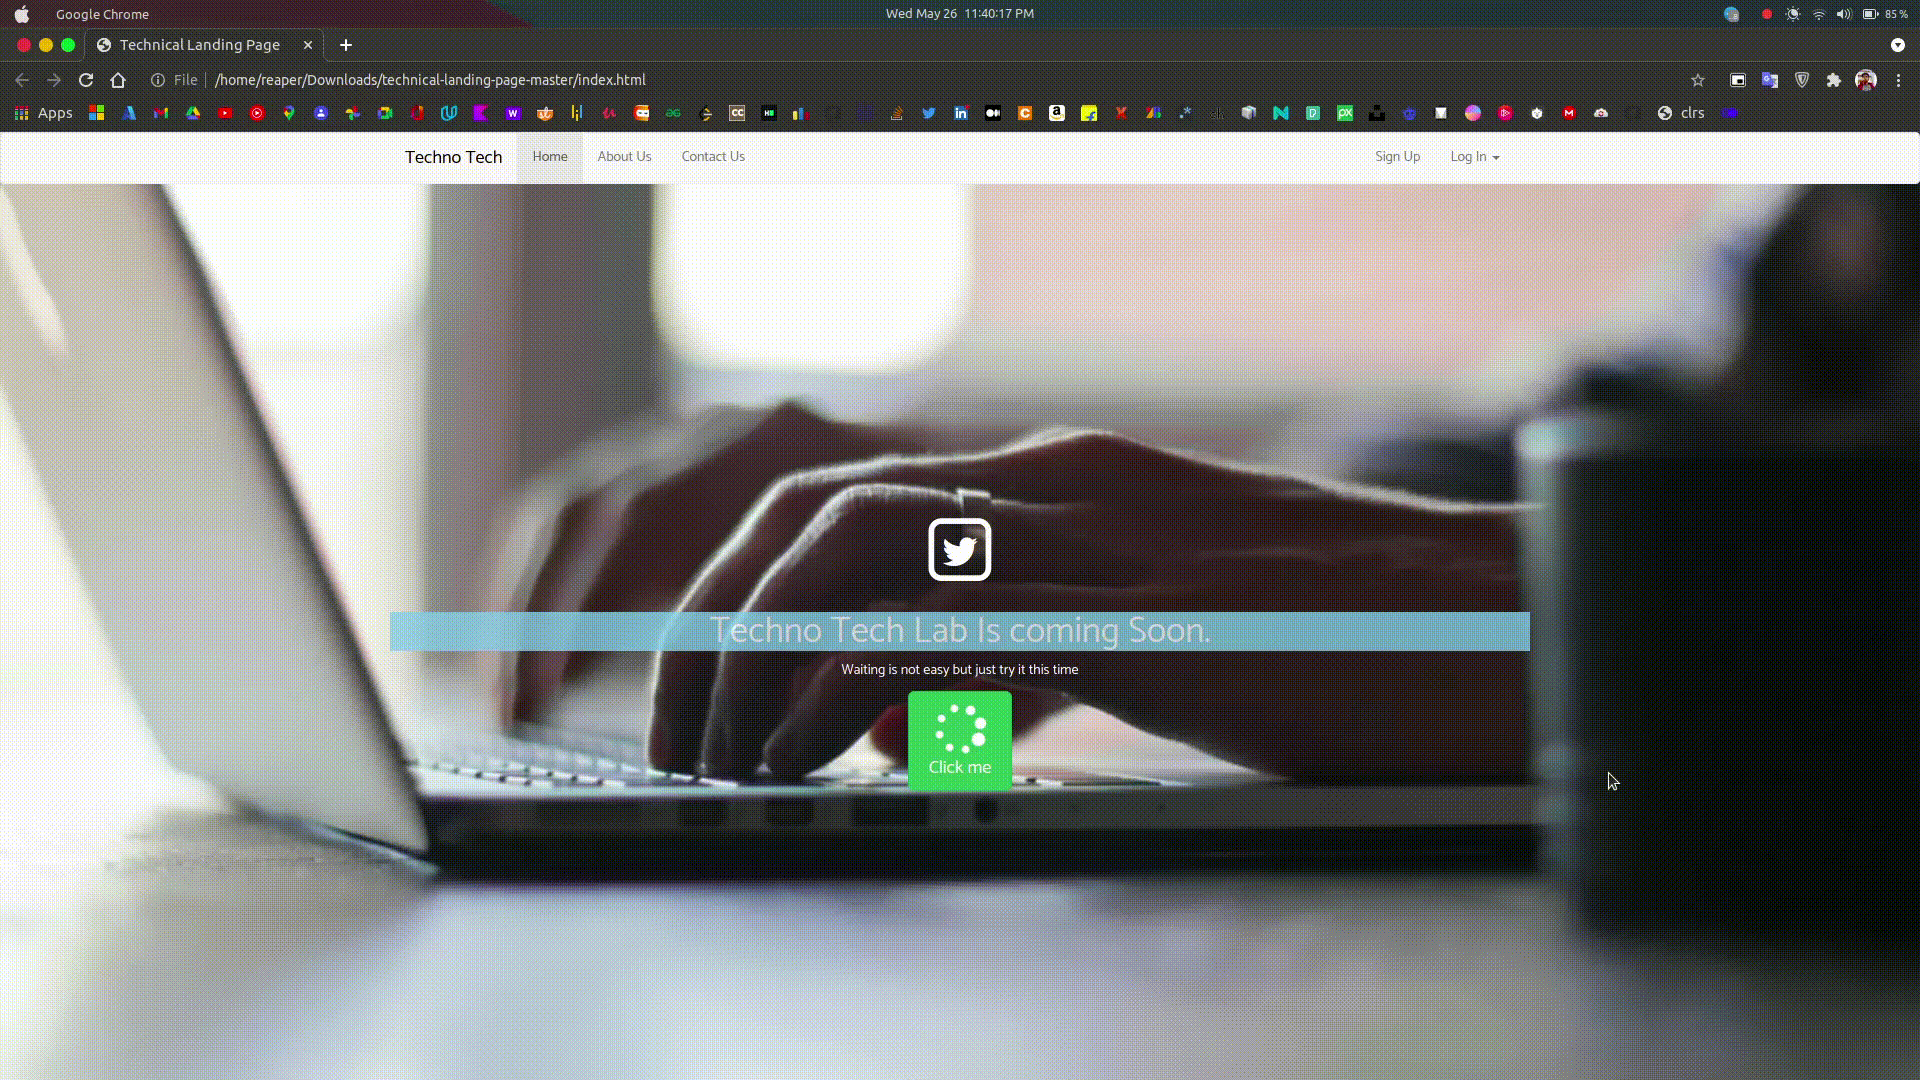 Google Chrome
Wed May 26 11:40:17 PM
85 %
Technical Landing Page
File
/home/reaper/Downloads/technical-landing-page-master/index.html
Apps
clrs
Techno Tech
Home
About Us
Contact Us
Sign Up
Log In
Techno Tech Lab Is coming Soon.
Waiting is not easy but just try it this time
Click me